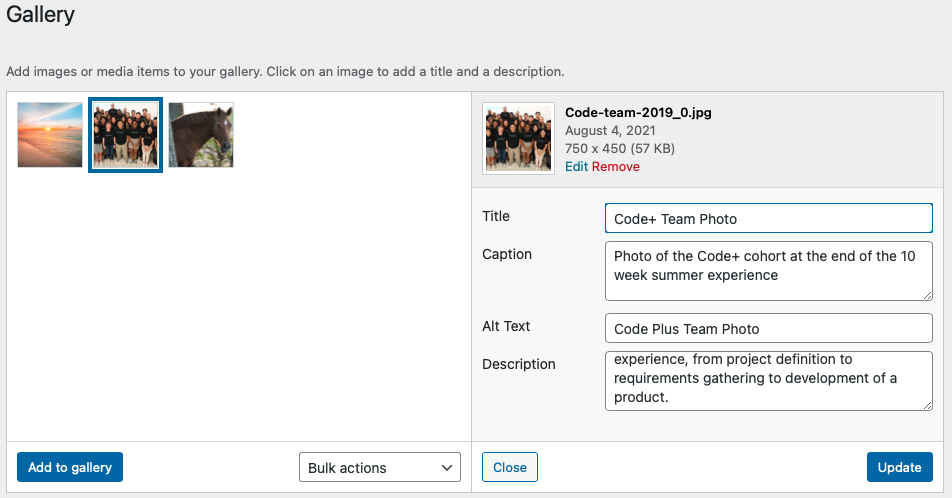 Gallery
Add images or media items to your gallery. Click on an image to add a title and a description.
Code-team-2019_0.jpg
August 4, 2021
750 x 450 (57 KB)
Edit Remove
Title
Code+ Team Photo
Caption
Photo of the Code+ cohort at the end of the 10
week summer experience
Alt Text
Code Plus Team Photo
Description
experience, from project definition to
requirements gathering to development of a
product.
Add to gallery
Bulk actions
Close
Update